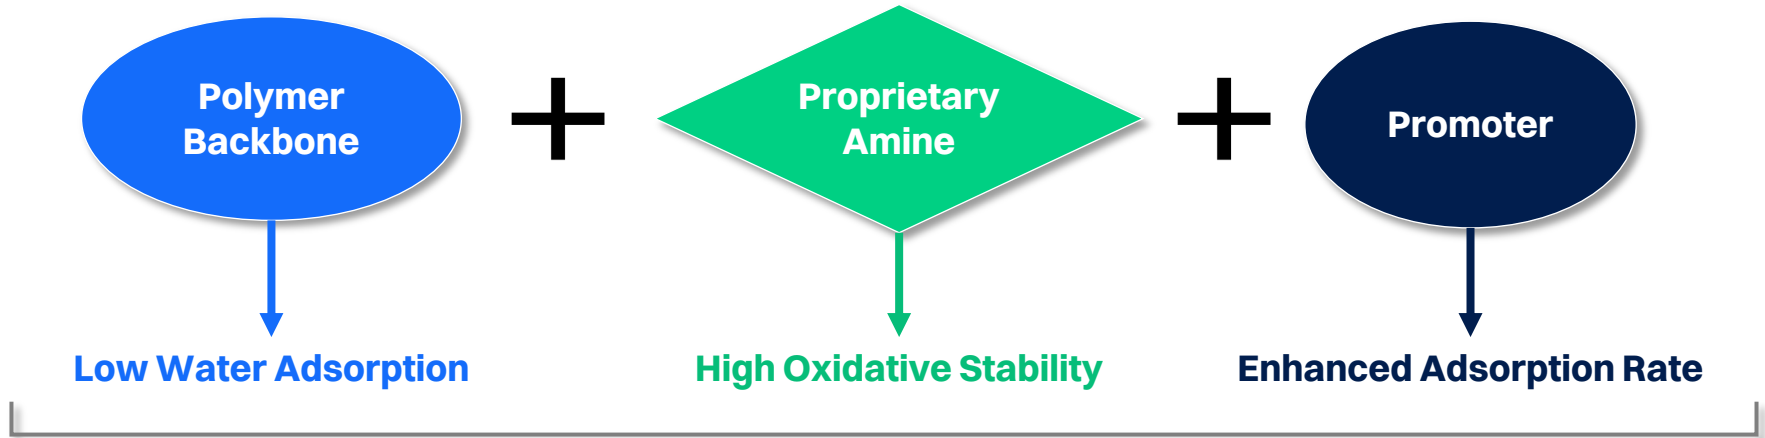 Polymer
Backbone
+
Proprietary
Amine
+
Promoter
Low Water Adsorption
High Oxidative Stability
Enhanced Adsorption Rate